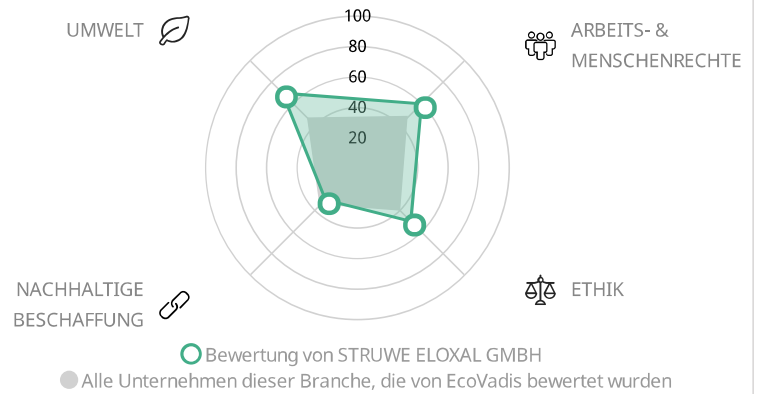 UMWELT
100
80
60
40
20
ARBEITS- &
MENSCHENRECHTE
NACHHALTIGE
BESCHAFFUNG
ETHIK
Bewertung von STRUWE ELOXAL GMBH
Alle Unternehmen dieser Branche, die von EcoVadis bewertet wurden